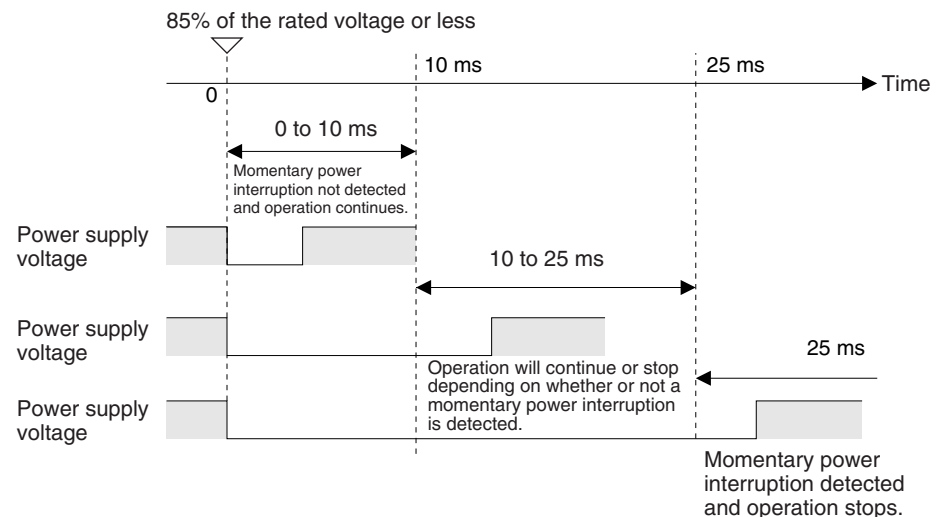 85% of the rated voltage or less
10 ms
25 ms
Time
0
0 to 10 ms
Momentary power
interruption not detected
and operation continues.
Power supply
voltage
10 to 25 ms
Power supply
voltage
25 ms
Operation will continue or stop
depending on whether or not a
momentary power interruption
is detected.
Power supply
voltage
Momentary power
interruption detected
and operation stops.